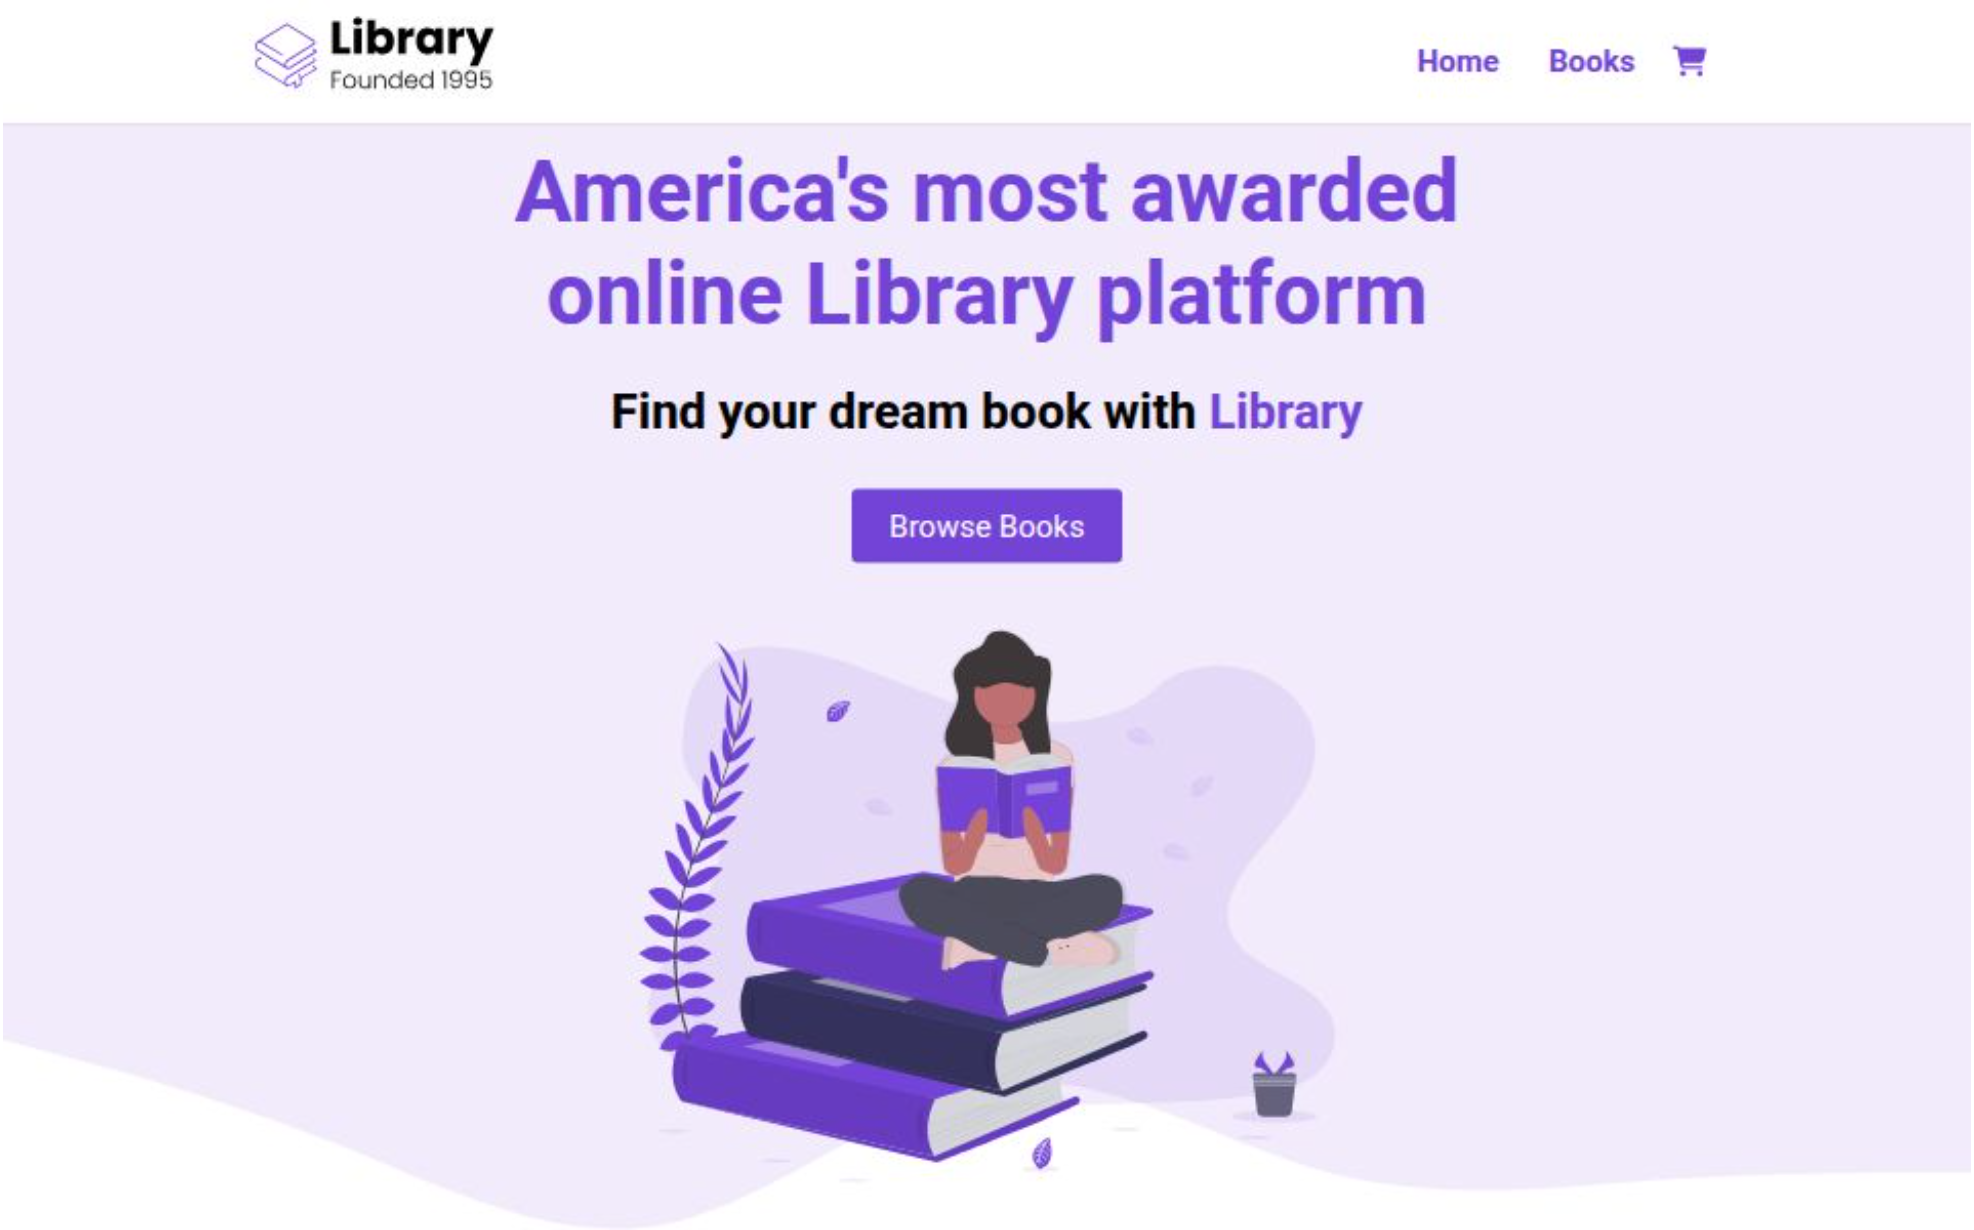 Library
Founded 1995
Home Books
America's most awarded
online Library platform
Find your dream book with Library
Browse Books